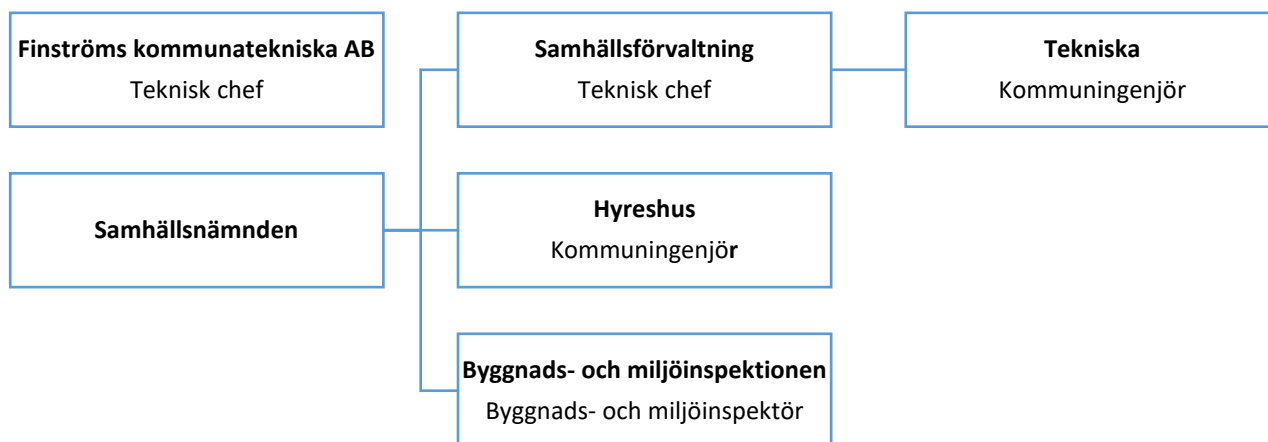 Finströms kommunatekniska AB
Teknisk chef
Samhällsförvaltning
Teknisk chef
Tekniska
Kommuningenjör
Samhällsnämnden
Hyreshus
Kommuningenjör
Byggnads- och miljöinspektionen
Byggnads- och miljöinspektör